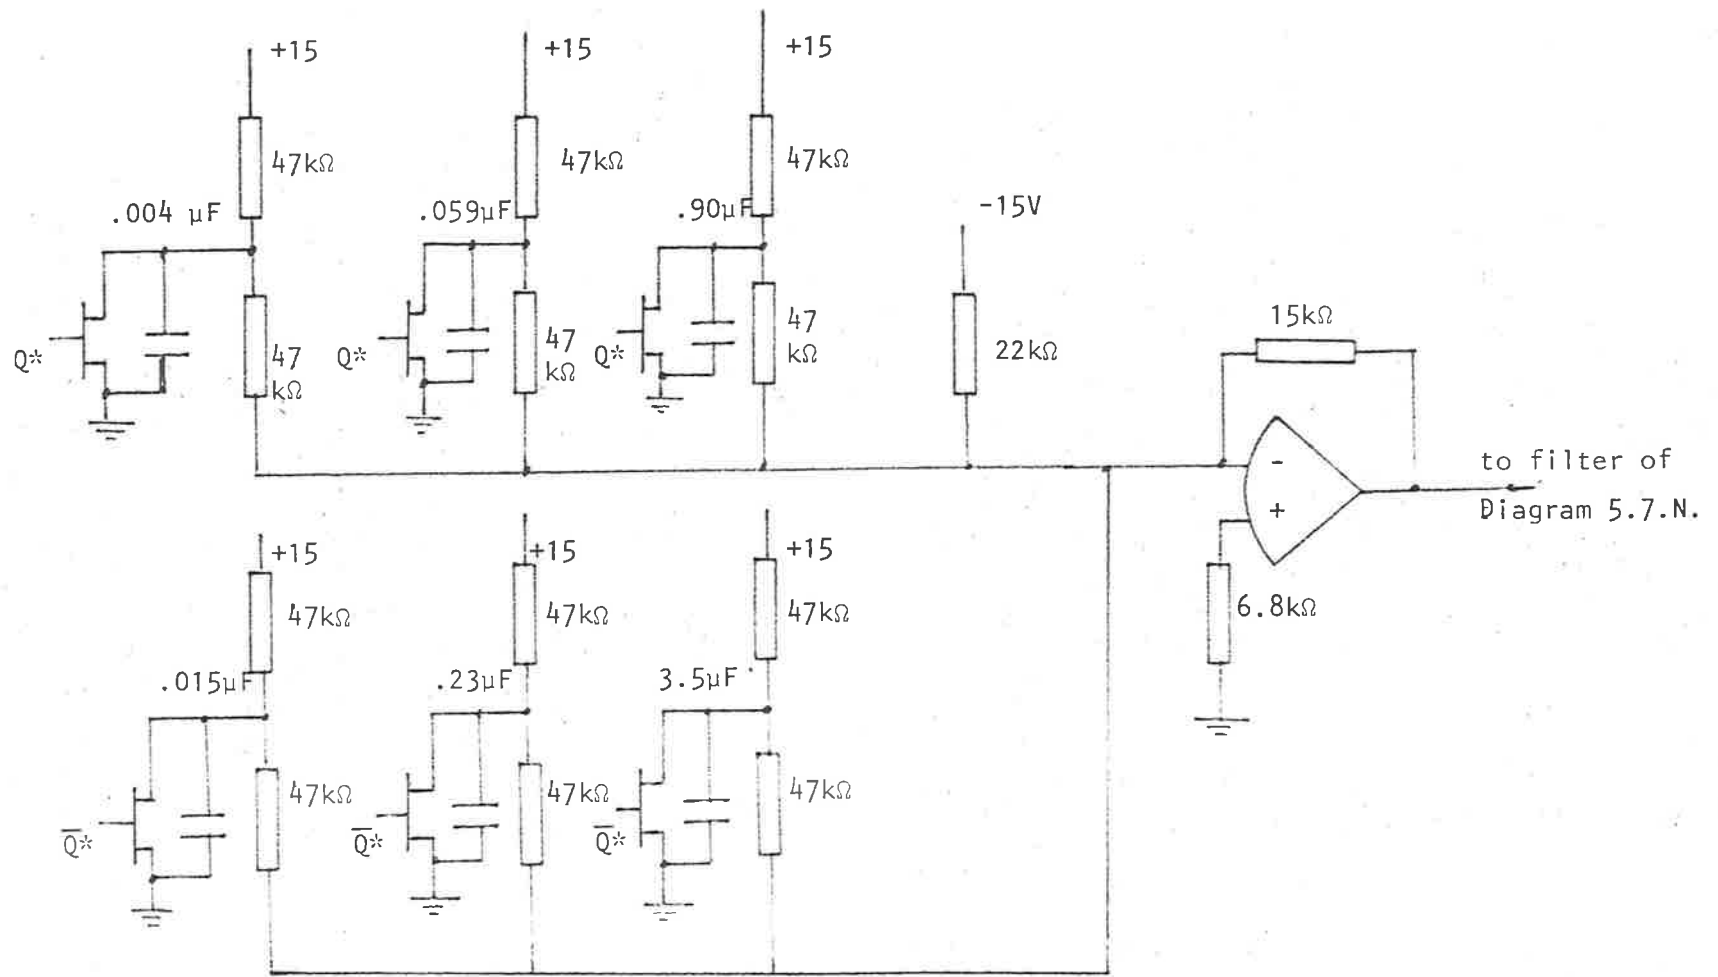 +15
+15
+15
47kΩ
47kΩ
47kΩ
.004 µF
.059µF
.90µF
-15V
Q*
47
kΩ
Q*
47
kΩ
Q*
47
kΩ
22kΩ
15kΩ
-
+
to filter of
Diagram 5.7.N.
6.8kΩ
+15
+15
+15
47kΩ
47kΩ
47kΩ
.015µF
.23µF
3.5µF
Q̅*
47kΩ
Q̅*
47kΩ
Q̅*
47kΩ